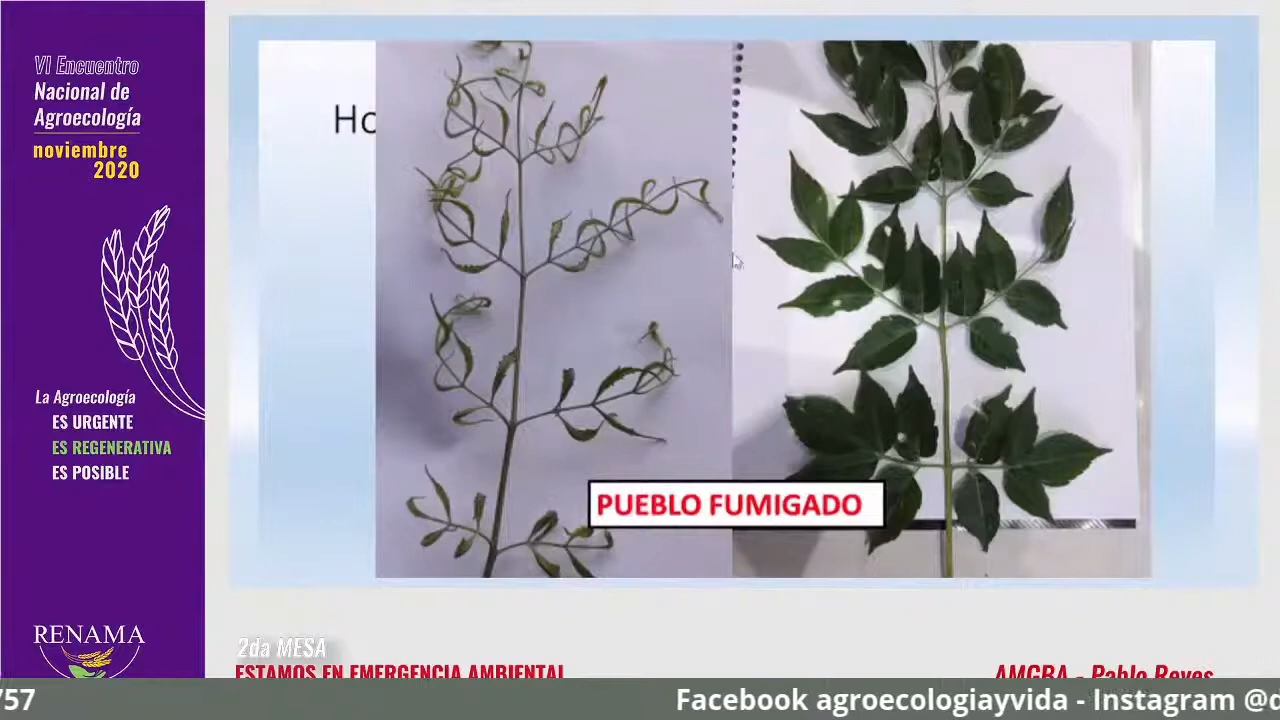 VI Encuentro
Nacional de
Agroecología
noviembre
2020
La Agroecología
ES URGENTE
ES REGENERATIVA
ES POSIBLE
RENAMA
Ho
PUEBLO FUMIGADO
2da MESA
ESTAMOS EN EMERGENCIA AMBIENTAL
AMGBA - Pablo Reyes
757
Facebook agroecologiayvida - Instagram @